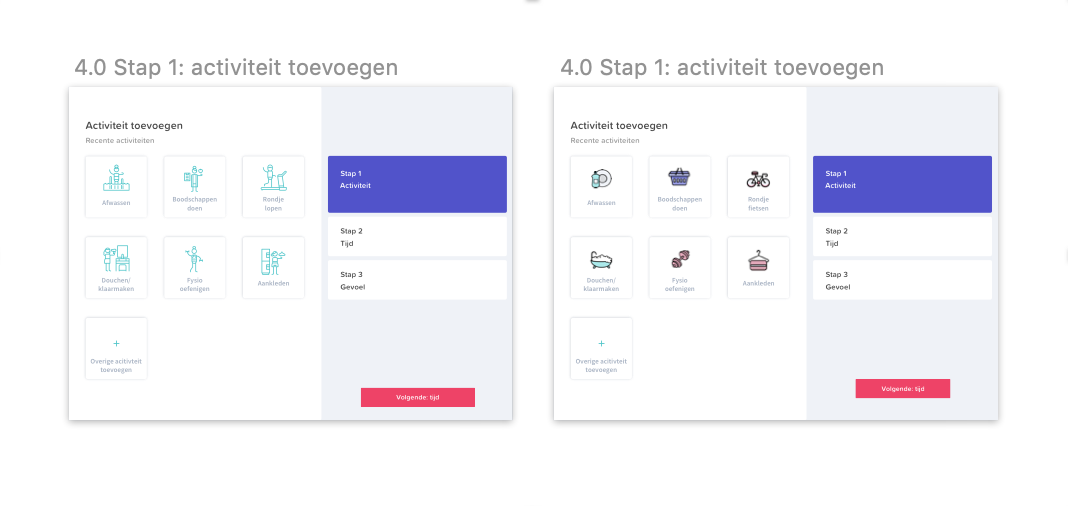 4.0 Stap 1: activiteit toevoegen
Activiteit toevoegen
Recente activiteiten
Afwassen
Boodschappen
doen
Rondje
lopen
Douchen/
klaarmaken
Fysio
oefenigen
Aankleden
+
Overige acitivteit
toevoegen
Stap 1
Activiteit
Stap 2
Tijd
Stap 3
Gevoel
Volgende: tijd
4.0 Stap 1: activiteit toevoegen
Activiteit toevoegen
Recente activiteiten
Afwassen
Boodschappen
doen
Rondje
fietsen
Douchen/
klaarmaken
Fysio
oefenigen
Aankleden
+
Overige acitivteit
toevoegen
Stap 1
Activiteit
Stap 2
Tijd
Stap 3
Gevoel
Volgende: tijd